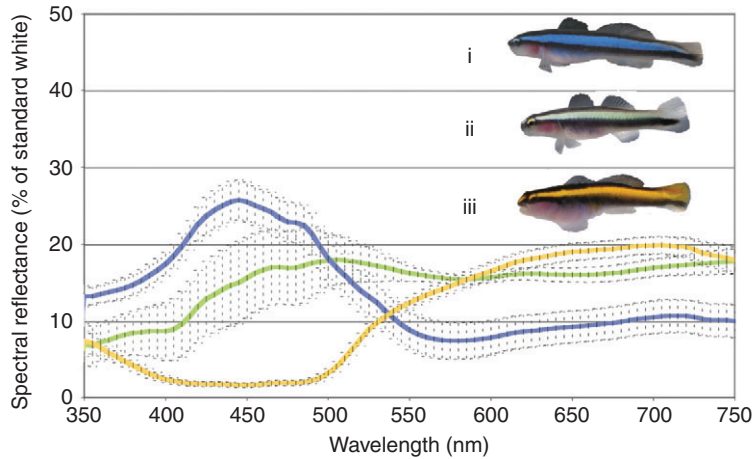 Spectral reflectance (% of standard white)
50
40
30
20
10
0
i
ii
iii
350 400 450 500 550 600 650 700 750
Wavelength (nm)